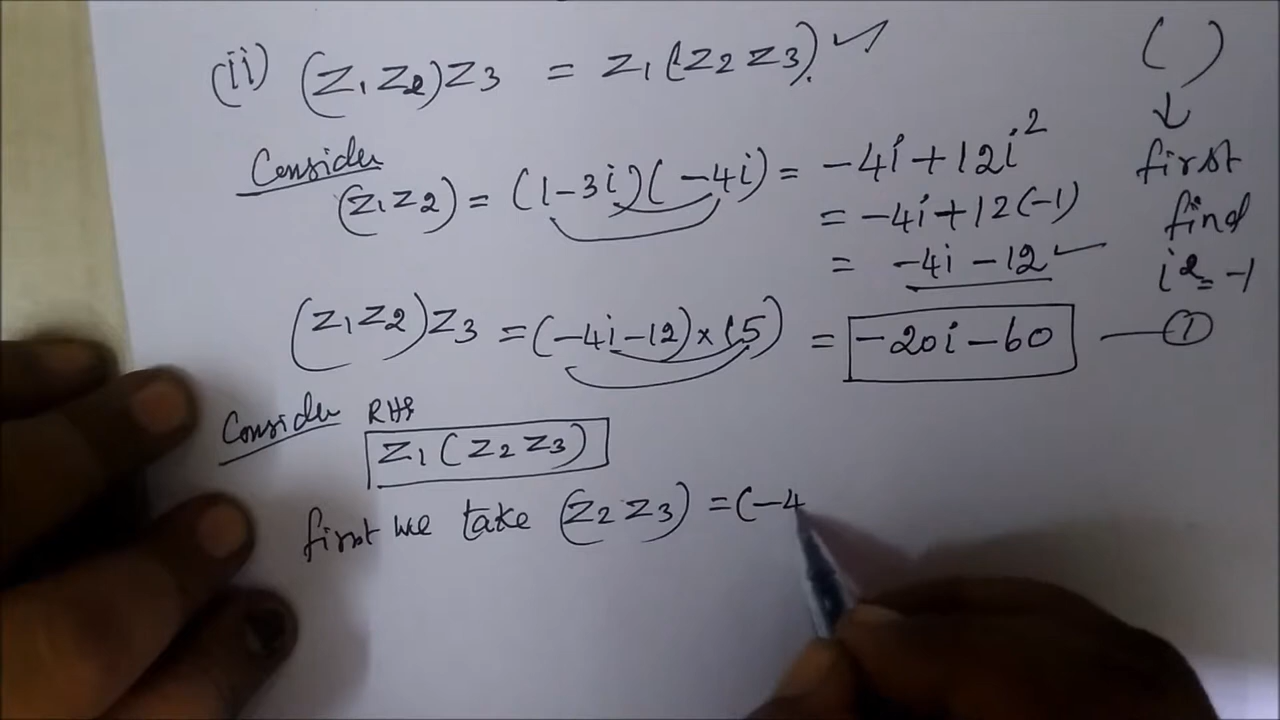 (ii) (z₁z₂)z₃ = z₁(z₂z₃). ✓
Consider
(z₁z₂) = (1-3i)(-4i) = -4i+12i²
= -4i+12(-1)
= -4i-12 ✓
( )
↓
first
find
i²=-1
(z₁z₂)z₃ = (-4i-12)×(5) = -20i-60 — ①
Consider RHS
z₁(z₂z₃)
first we take (z₂z₃) = (-4